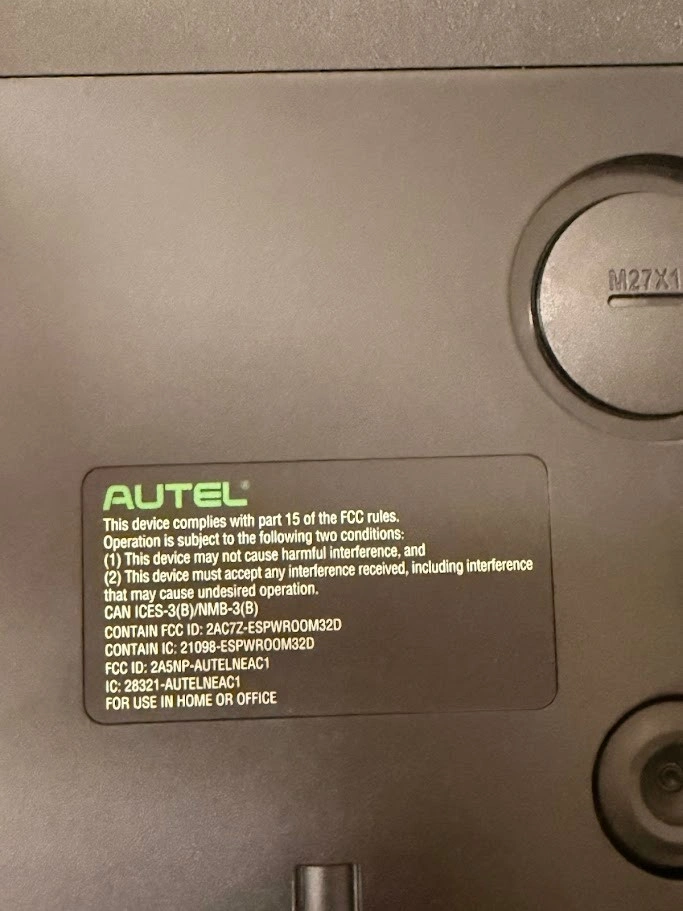 M27X1
AUTEL®
This device complies with part 15 of the FCC rules.
Operation is subject to the following two conditions:
(1) This device may not cause harmful interference, and
(2) This device must accept any interference received, including interference
that may cause undesired operation.
CAN ICES-3(B)/NMB-3(B)
CONTAIN FCC ID: 2AC7Z-ESPWROOM32D
CONTAIN IC: 21098-ESPWROOM32D
FCC ID: 2A5NP-AUTELNEAC1
IC: 28321-AUTELNEAC1
FOR USE IN HOME OR OFFICE